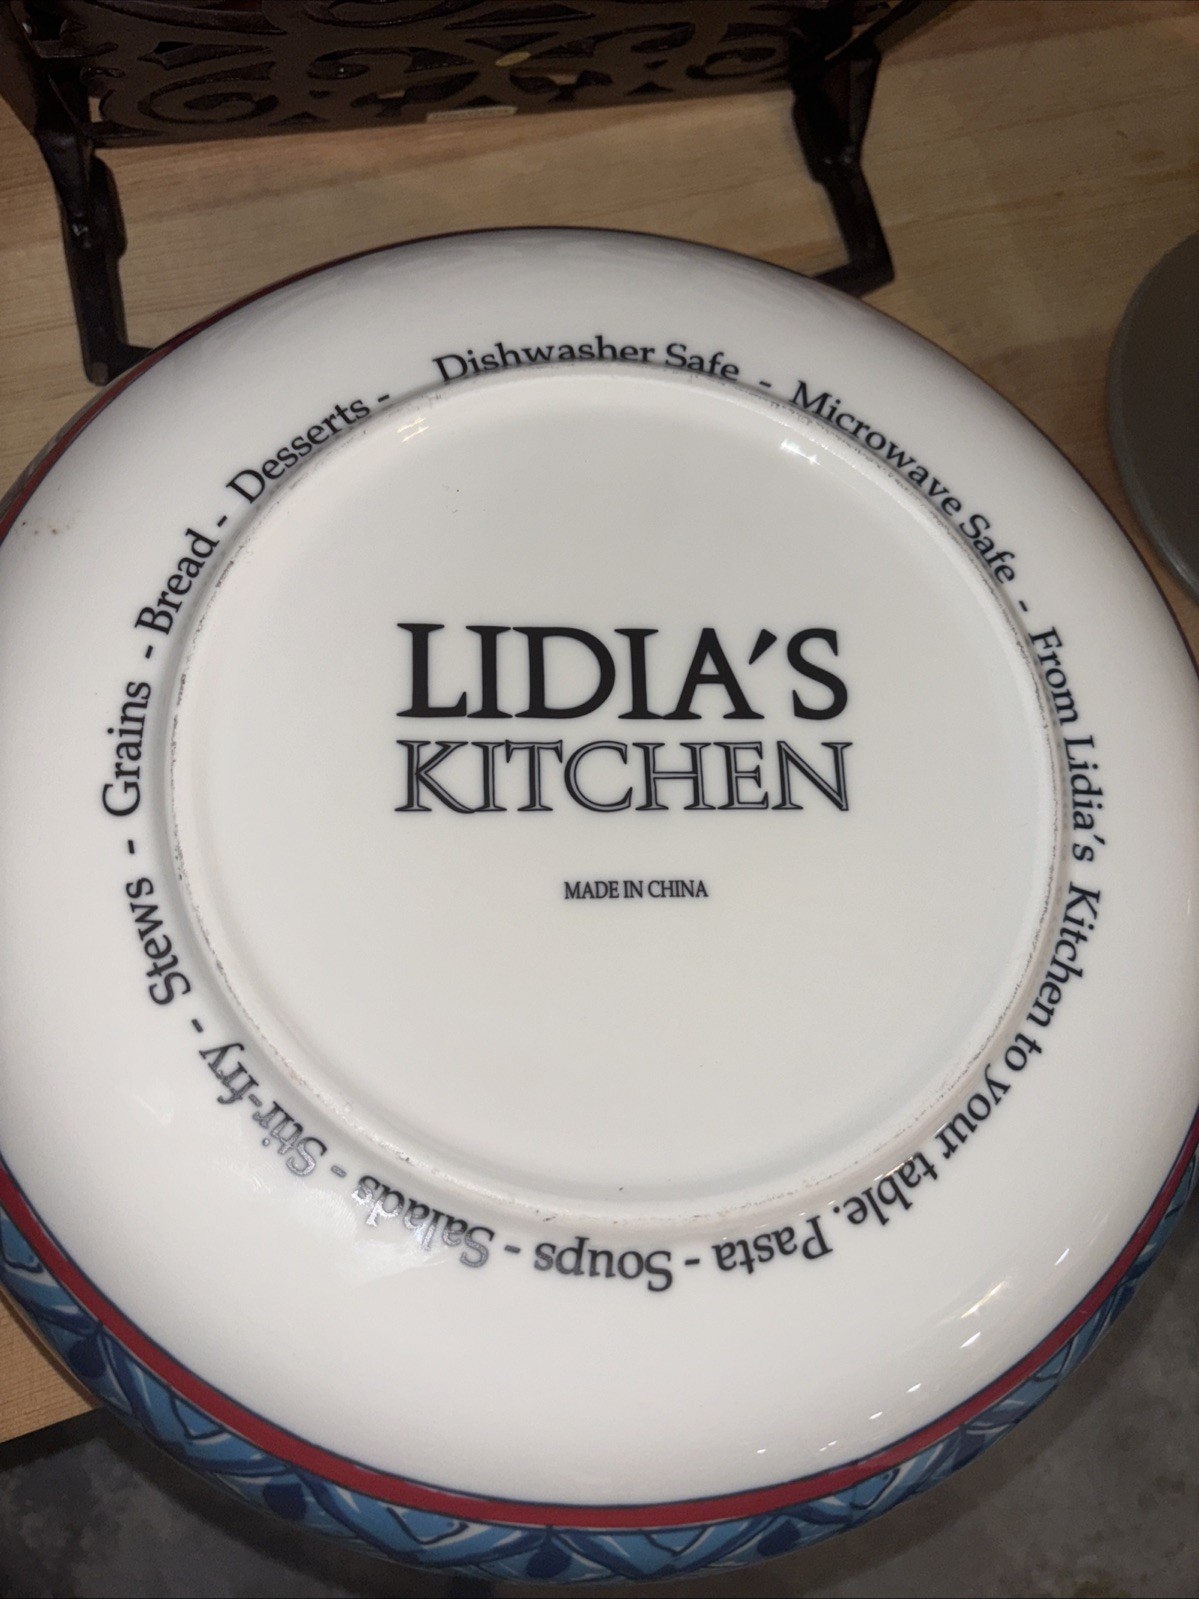 Dishwasher Safe - Microwave Safe - From Lidia's Kitchen to your table. Pasta - Soups - Salads - Stir-fry - Stews - Grains - Bread - Desserts -
LIDIA'S
KITCHEN
MADE IN CHINA